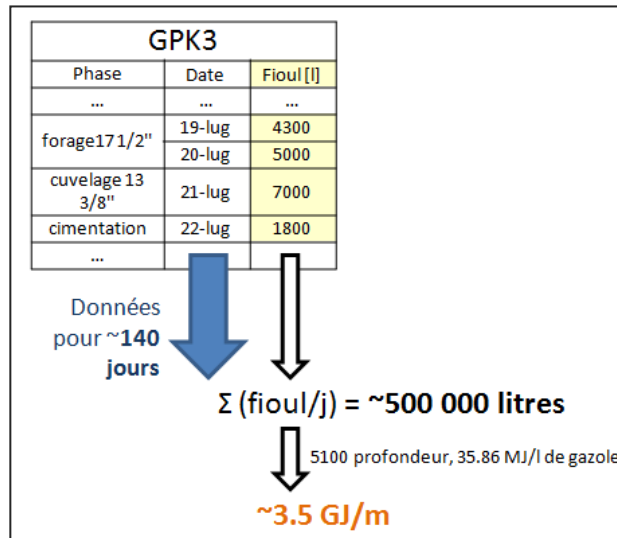 GPK3
Phase Date Fioul [l]
... ... ...
forage17 1/2" 19-lug 4300
20-lug 5000
cuvelage 13
3/8" 21-lug 7000
cimentation 22-lug 1800
...
Données
pour ~140
jours
Σ (fioul/j) = ~500 000 litres
5100 profondeur, 35.86 MJ/l de gazole
~3.5 GJ/m